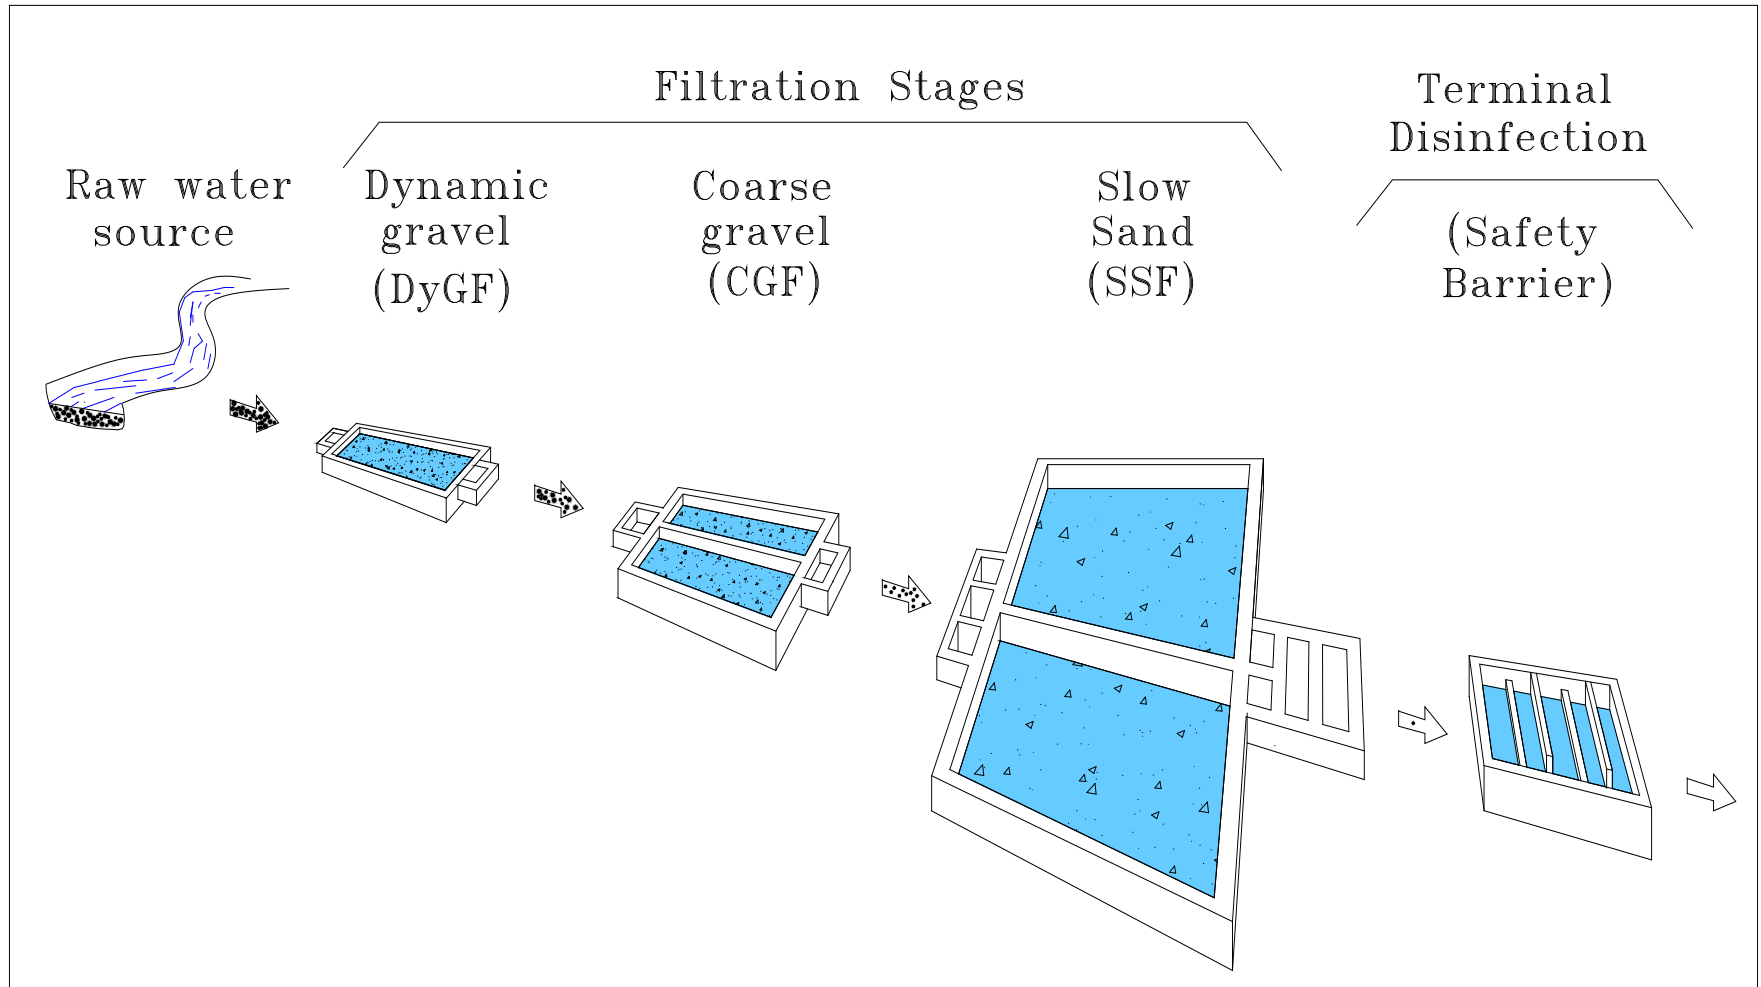 Filtration Stages
Terminal
Disinfection
Raw water
source
Dynamic
gravel
(DyGF)
Coarse
gravel
(CGF)
Slow
Sand
(SSF)
(Safety
Barrier)